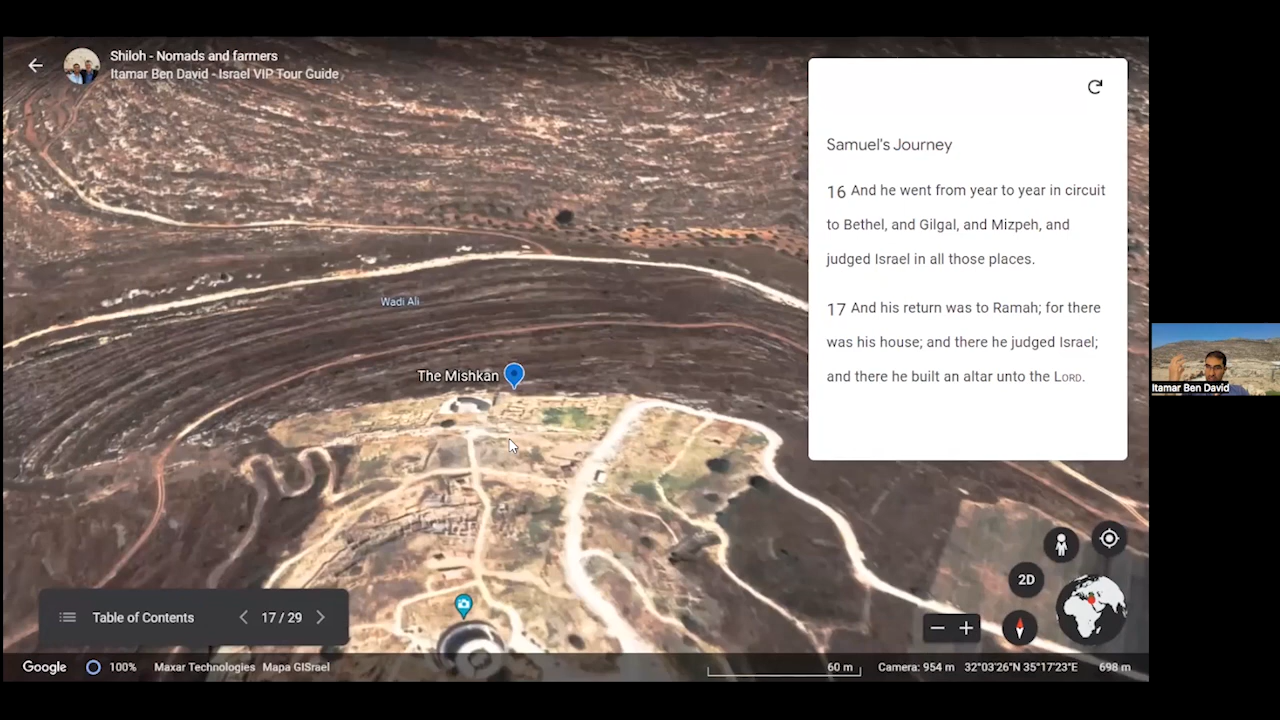 Shiloh - Nomads and farmers
Itamar Ben David - Israel VIP Tour Guide
Samuel's Journey
16 And he went from year to year in circuit
to Bethel, and Gilgal, and Mizpeh, and
judged Israel in all those places.
17 And his return was to Ramah; for there
was his house; and there he judged Israel;
and there he built an altar unto the LORD.
Wadi Ali
The Mishkan
Itamar Ben David
2D
Table of Contents
17 / 29
Google
100%
Maxar Technologies
Mapa GISrael
60 m
Camera: 954 m
32°03'26"N 35°17'23"E
698 m